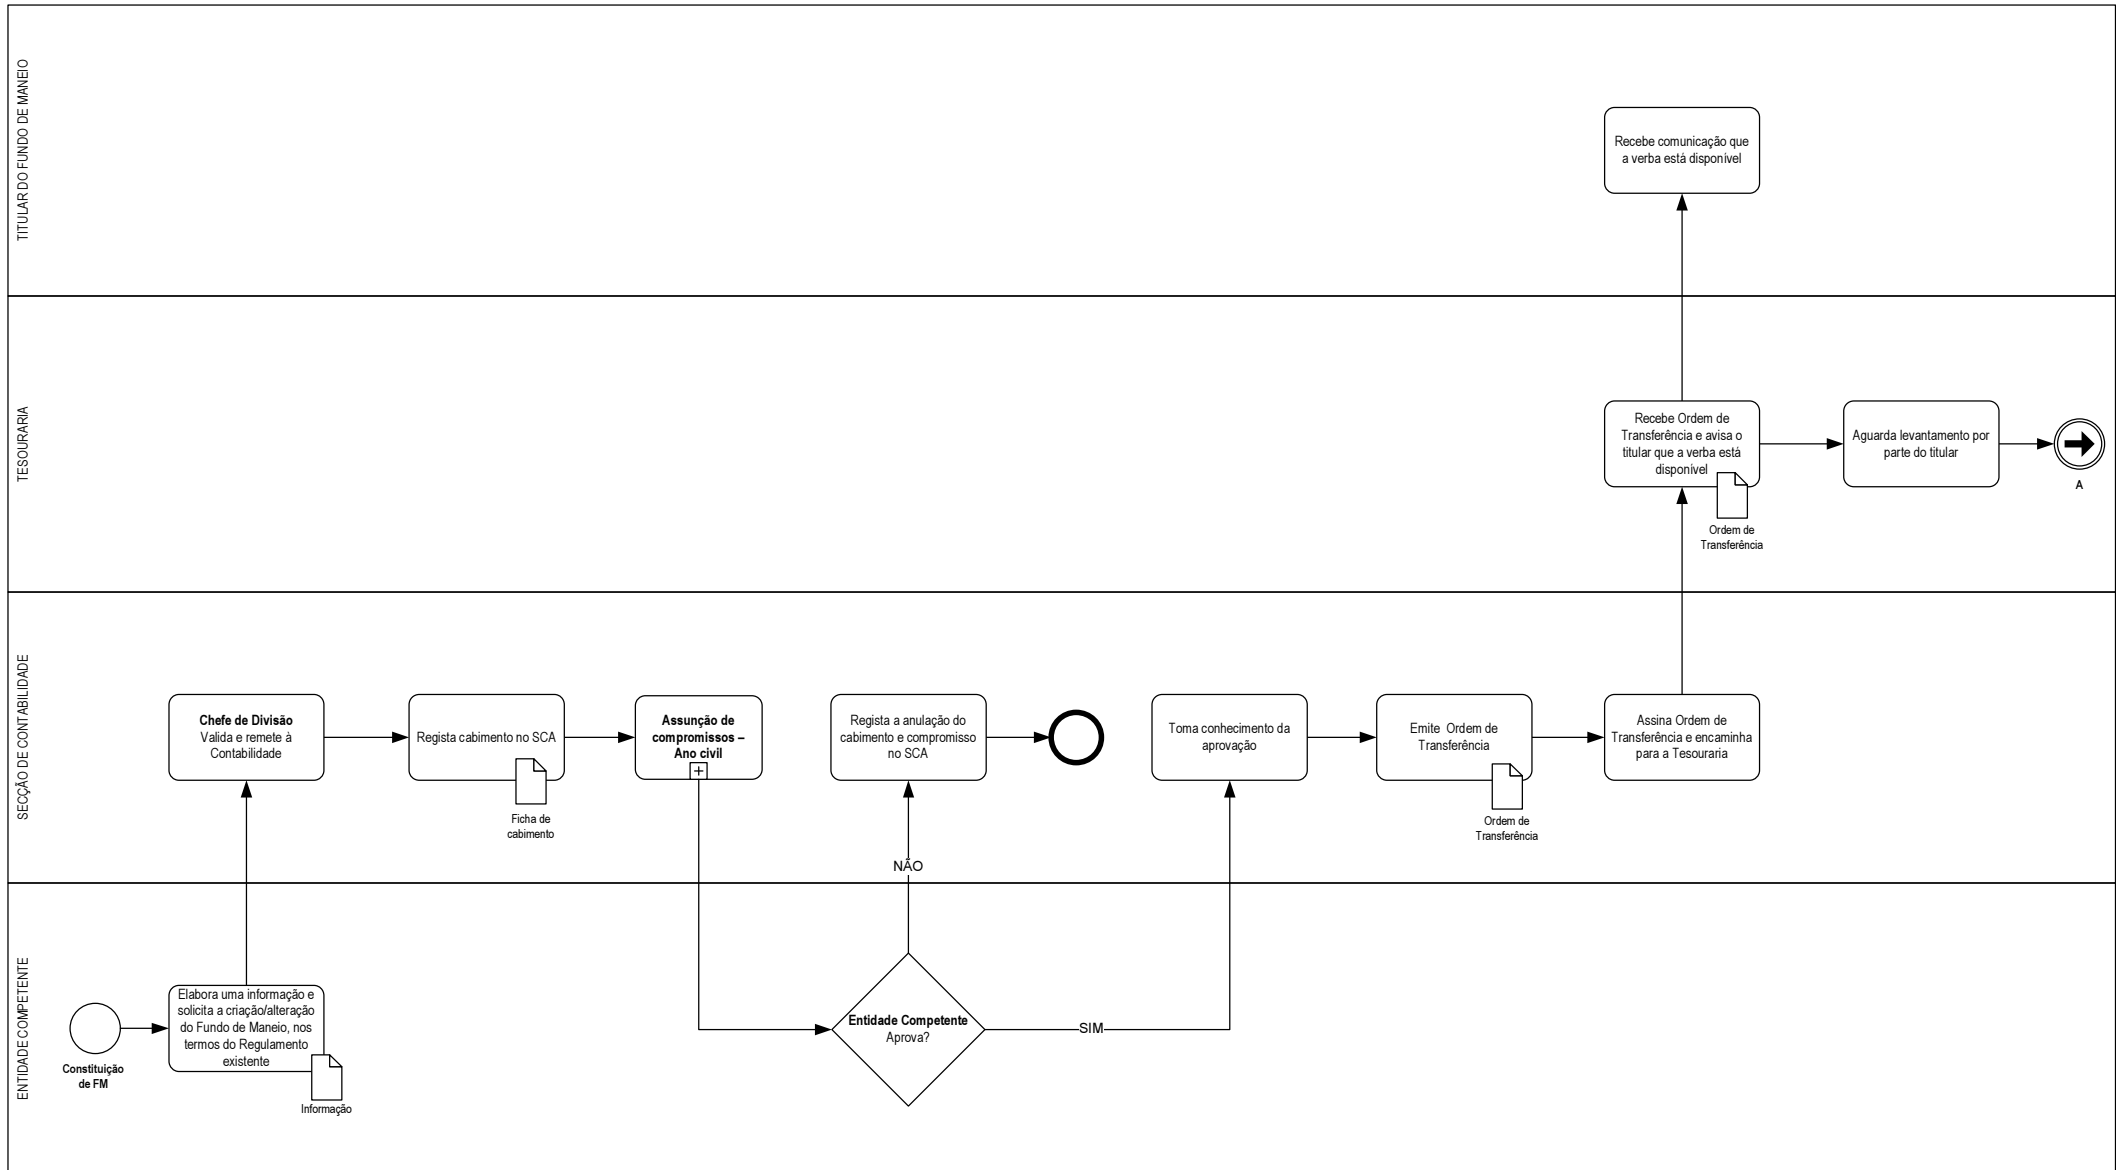 TITULAR DO FUNDO DE MANEIO
Recebe comunicação que
a verba está disponível
TESOURARIA
Recebe Ordem de
Transferência e avisa o
titular que a verba está
disponível
Ordem de
Transferência
Aguarda levantamento por
parte do titular
A
SECÇÃO DE CONTABILIDADE
Chefe de Divisão
Valida e remete à
Contabilidade
Regista cabimento no SCA
Ficha de
cabimento
Assunção de
compromissos –
Ano civil
+
Regista a anulação do
cabimento e compromisso
no SCA
Toma conhecimento da
aprovação
Emite Ordem de
Transferência
Ordem de
Transferência
Assina Ordem de
Transferência e encaminha
para a Tesouraria
NÃO
ENTIDADE COMPETENTE
Constituição
de FM
Elabora uma informação e
solicita a criação/alteração
do Fundo de Maneio, nos
termos do Regulamento
existente
Informação
Entidade Competente
Aprova?
SIM